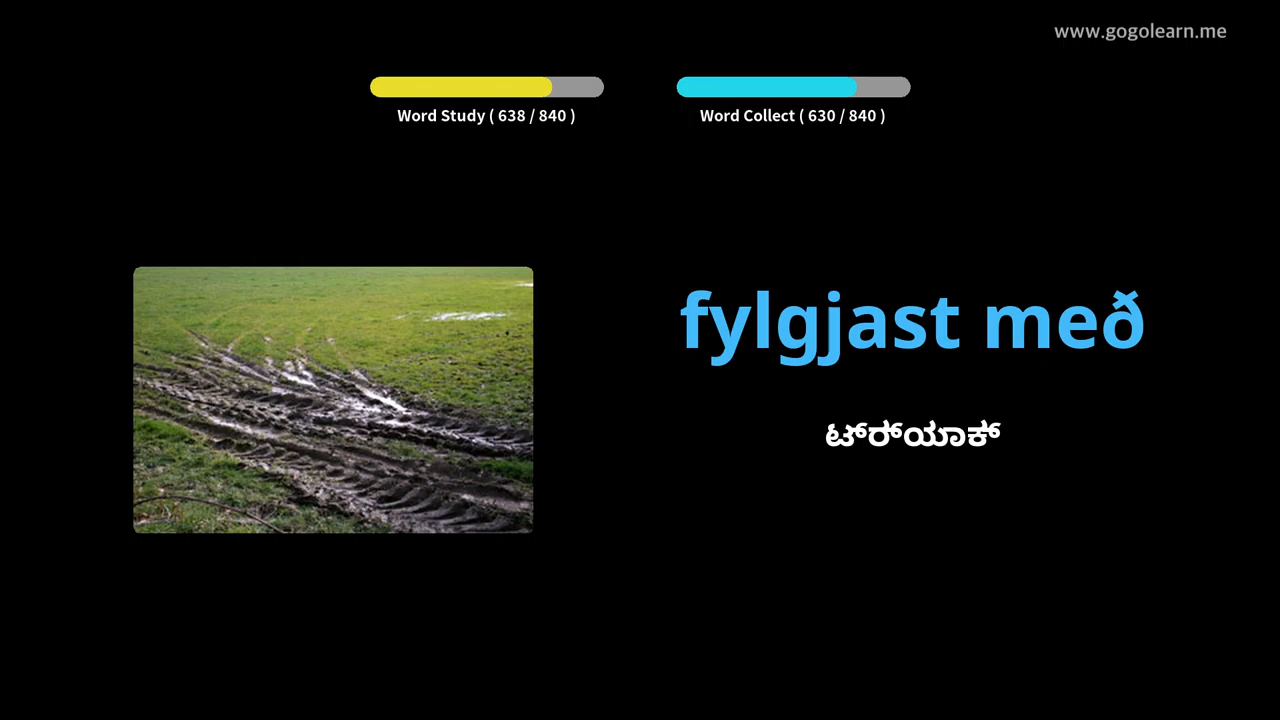 www.gogolearn.me
Word Study ( 638 / 840 )
Word Collect ( 630 / 840 )
fylgjast með
ಟ್ರ್ಯಾಕ್